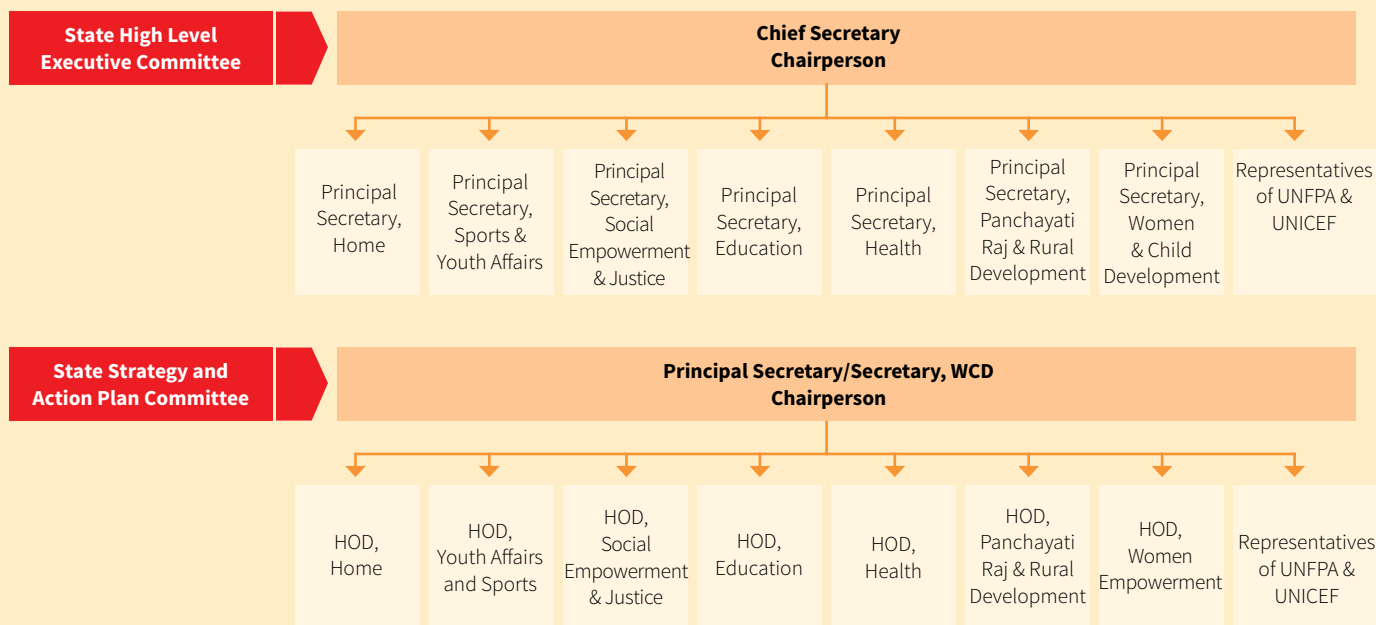 State High Level
Executive Committee
Chief Secretary
Chairperson
Principal
Secretary,
Home
Principal
Secretary,
Sports &
Youth Affairs
Principal
Secretary,
Social
Empowerment
& Justice
Principal
Secretary,
Education
Principal
Secretary,
Health
Principal
Secretary,
Panchayati
Raj & Rural
Development
Principal
Secretary,
Women
& Child
Development
Representatives
of UNFPA &
UNICEF
State Strategy and
Action Plan Committee
Principal Secretary/Secretary, WCD
Chairperson
HOD,
Home
HOD,
Youth Affairs
and Sports
HOD,
Social
Empowerment
& Justice
HOD,
Education
HOD,
Health
HOD,
Panchayati
Raj & Rural
Development
HOD,
Women
Empowerment
Representatives
of UNFPA &
UNICEF